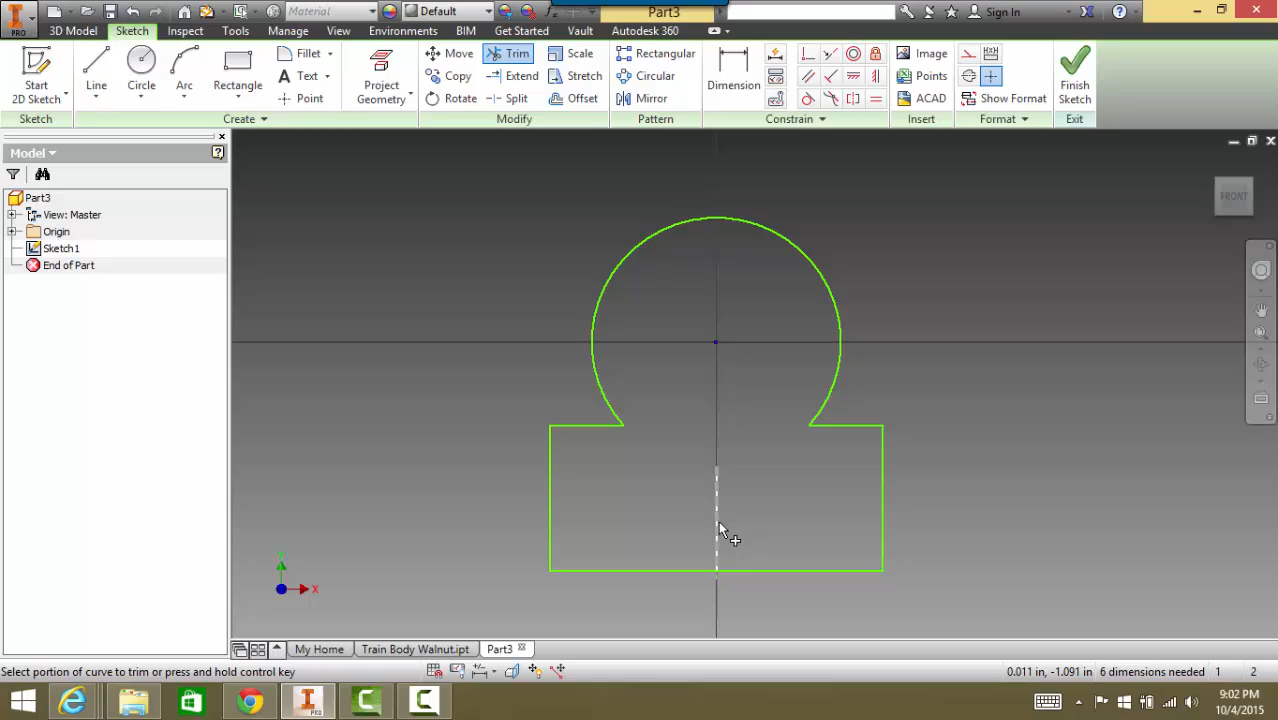 Material
Default
Part3
Sign In
PRO
3D Model
Sketch
Inspect
Tools
Manage
View
Environments
BIM
Get Started
Vault
Autodesk 360
Start
2D Sketch
Line
Circle
Arc
Rectangle
Fillet
Text
Point
Project
Geometry
Move
Copy
Rotate
Trim
Extend
Split
Scale
Stretch
Offset
Rectangular
Circular
Mirror
Dimension
Image
Points
ACAD
Show Format
Finish
Sketch
Sketch
Create
Modify
Pattern
Constrain
Insert
Format
Exit
Model
Part3
View: Master
Origin
Sketch1
End of Part
FRONT
X
My Home
Train Body Walnut.ipt
Part3
Select portion of curve to trim or press and hold control key
0.011 in, -1.091 in
6 dimensions needed
1
2
PRO
9:02 PM
10/4/2015